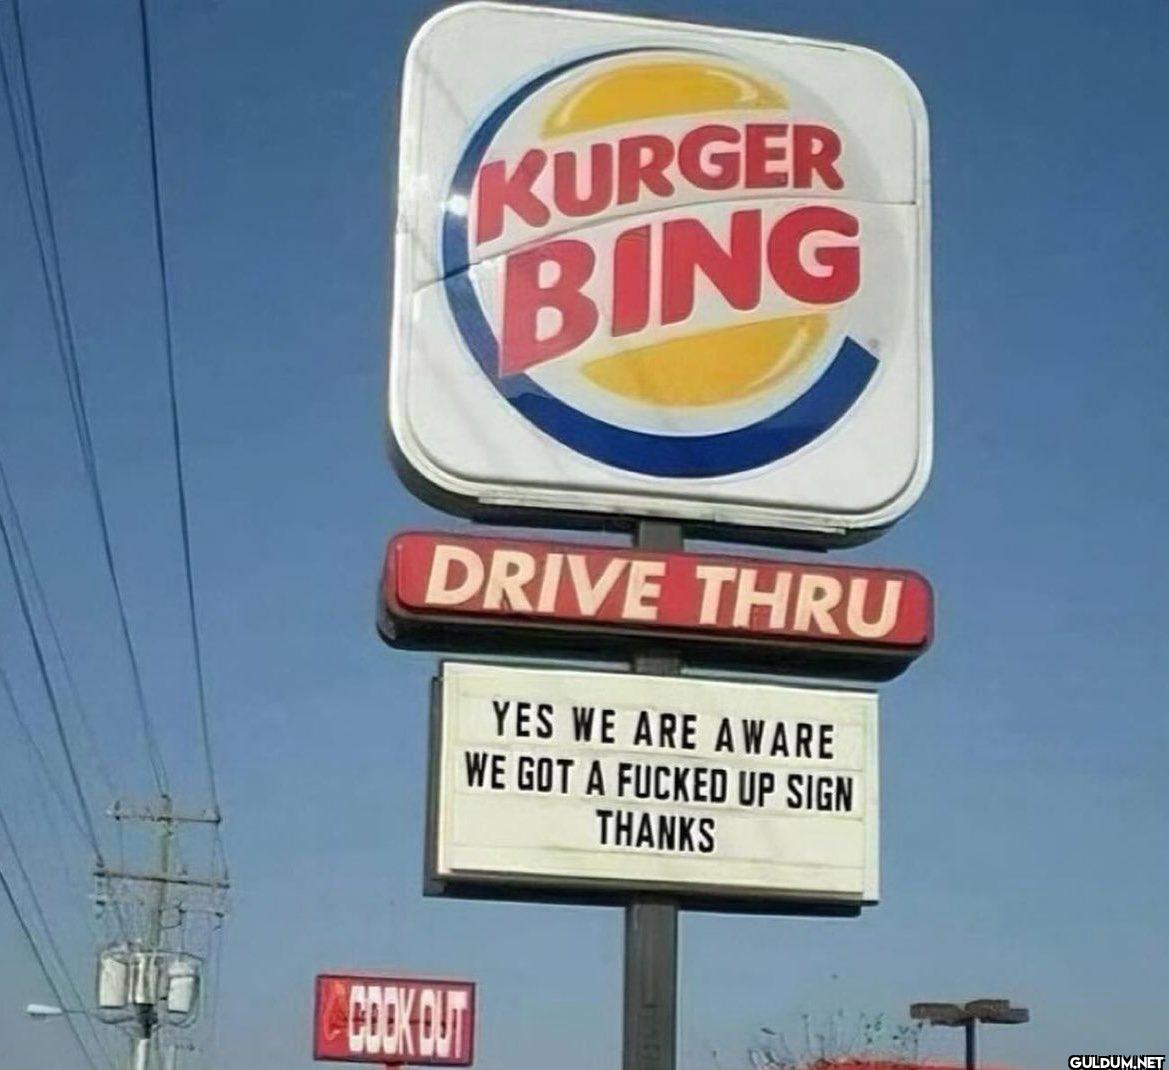 KURGER
BING
DRIVE THRU
YES WE ARE AWARE
WE GOT A FUCKED UP SIGN
THANKS
COOK OUT
GULDUM.NET